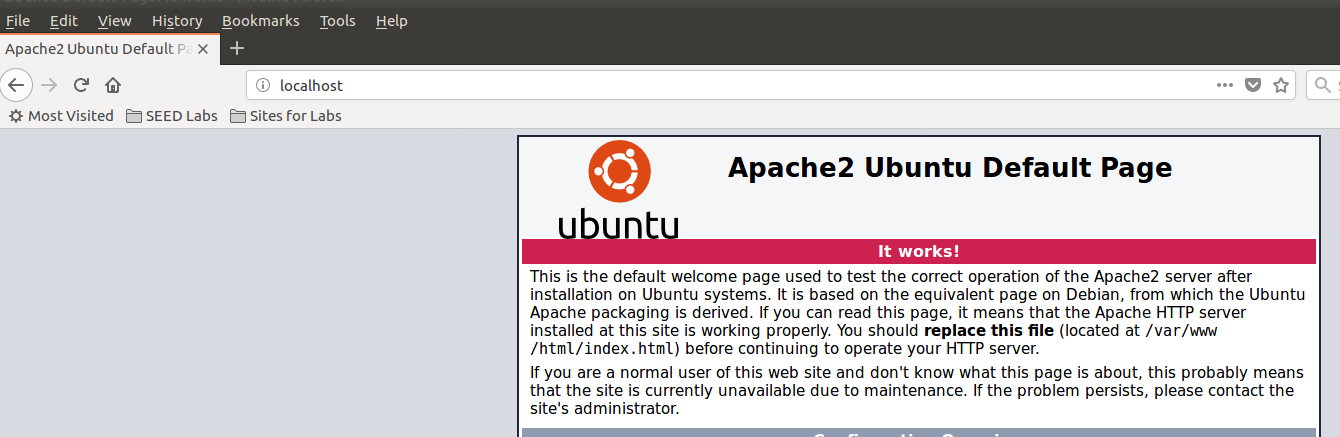 File Edit View History Bookmarks Tools Help
Apache2 Ubuntu Default Pa
localhost
Most Visited SEED Labs Sites for Labs
ubuntu
Apache2 Ubuntu Default Page
It works!
This is the default welcome page used to test the correct operation of the Apache2 server after
installation on Ubuntu systems. It is based on the equivalent page on Debian, from which the Ubuntu
Apache packaging is derived. If you can read this page, it means that the Apache HTTP server
installed at this site is working properly. You should replace this file (located at /var/www
/html/index.html) before continuing to operate your HTTP server.
If you are a normal user of this web site and don't know what this page is about, this probably means
that the site is currently unavailable due to maintenance. If the problem persists, please contact the
site's administrator.